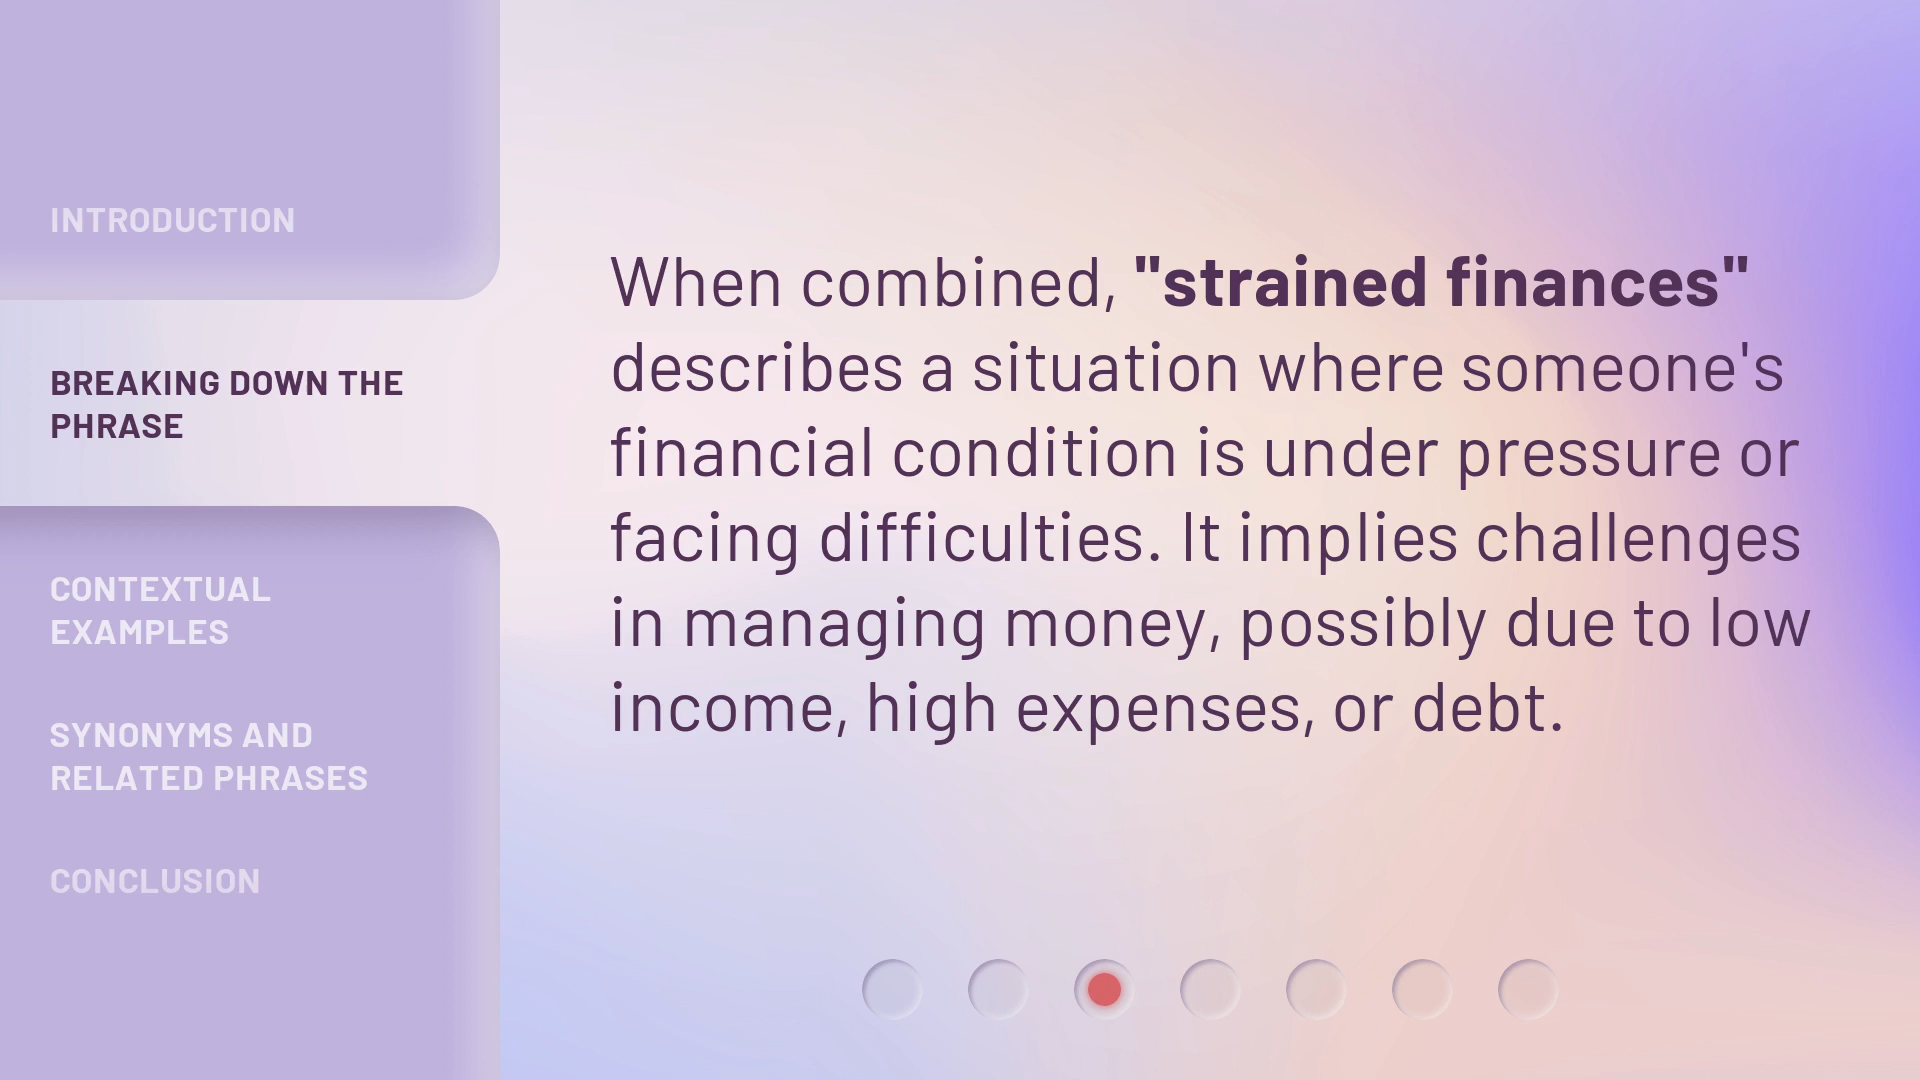 INTRODUCTION
BREAKING DOWN THE
PHRASE
CONTEXTUAL
EXAMPLES
SYNONYMS AND
RELATED PHRASES
CONCLUSION
When combined, "strained finances"
describes a situation where someone's
financial condition is under pressure or
facing difficulties. It implies challenges
in managing money, possibly due to low
income, high expenses, or debt.